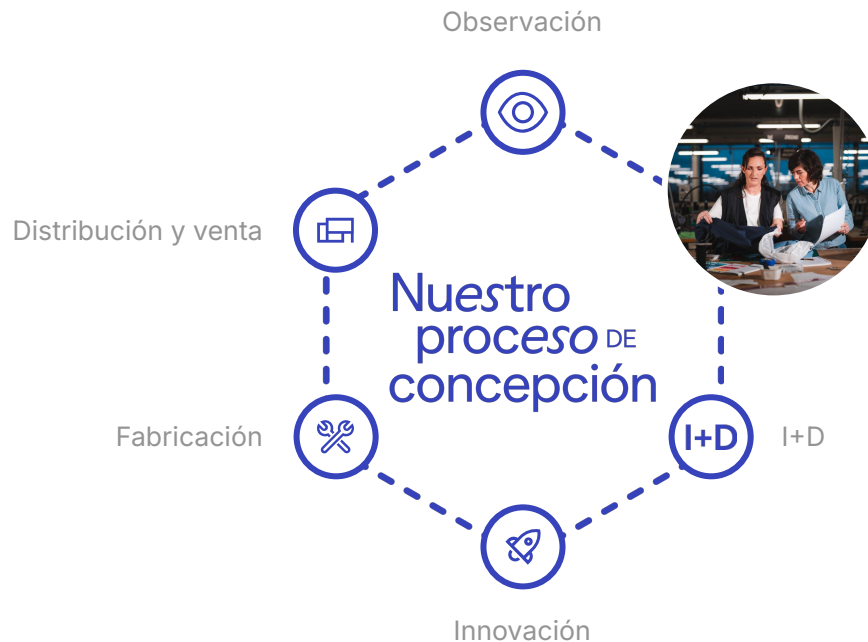 Observación
Distribución y venta
Nuestro
proceso DE
concepción
Fabricación
I+D
I+D
Innovación